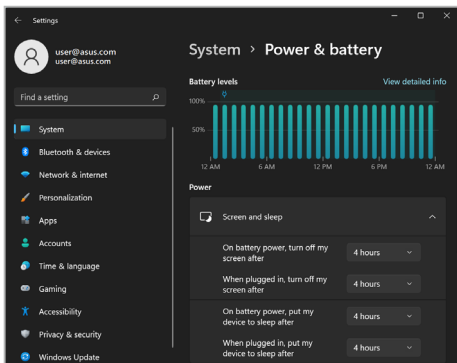 Settings
user@asus.com
user@asus.com
Find a setting
System
Bluetooth & devices
Network & internet
Personalization
Apps
Accounts
Time & language
Gaming
Accessibility
Privacy & security
Windows Update
System > Power & battery
Battery levels View detailed info
100%
50%
12 AM 6 AM 12 PM 6 PM 12 AM
Power
Screen and sleep
On battery power, turn off my
screen after
4 hours
When plugged in, turn off my
screen after
4 hours
On battery power, put my
device to sleep after
4 hours
When plugged in, put my
device to sleep after
4 hours